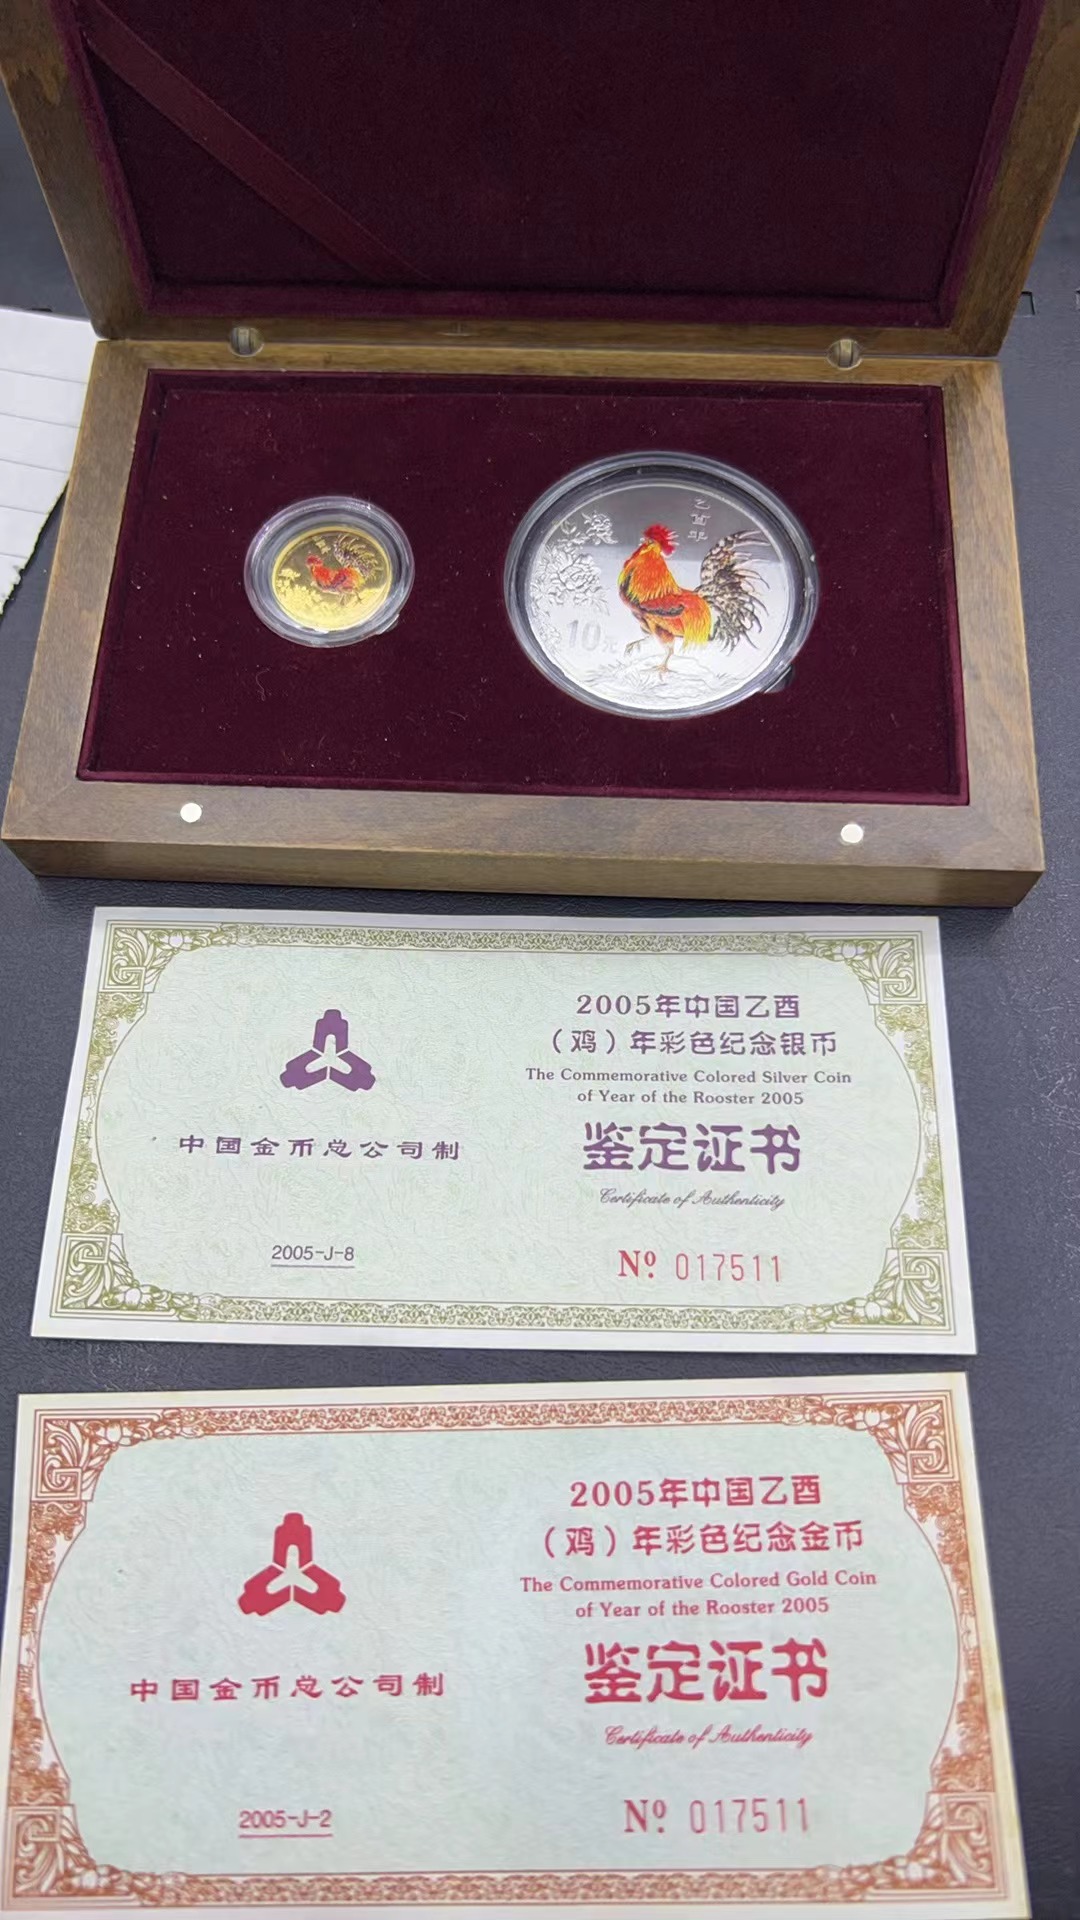 乙酉年
10元
2005年中国乙酉
(鸡)年彩色纪念银币
The Commemorative Colored Silver Coin
of Year of the Rooster 2005
鉴定证书
Certificate of Authenticity
中国金币总公司制
2005-J-8
Nº 017511
2005年中国乙酉
(鸡)年彩色纪念金币
The Commemorative Colored Gold Coin
of Year of the Rooster 2005
鉴定证书
Certificate of Authenticity
中国金币总公司制
2005-J-2
Nº 017511